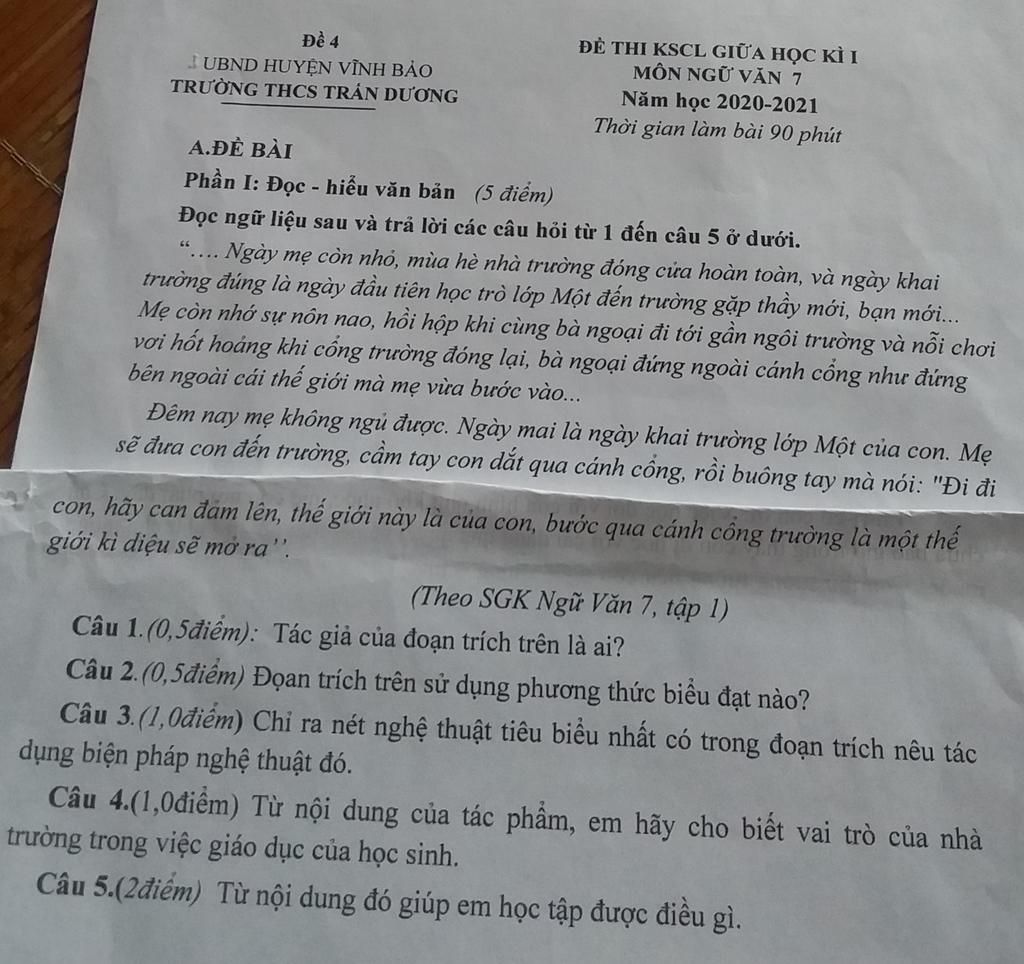 Đề 4
UBND HUYỆN VĨNH BẢO
TRƯỜNG THCS TRẤN DƯƠNG
ĐỀ THI KSCL GIỮA HỌC KÌ I
MÔN NGỮ VĂN 7
Năm học 2020-2021
Thời gian làm bài 90 phút
A.ĐỀ BÀI
Phần I: Đọc - hiểu văn bản (5 điểm)
Đọc ngữ liệu sau và trả lời các câu hỏi từ 1 đến câu 5 ở dưới.
“…. Ngày mẹ còn nhỏ, mùa hè nhà trường đóng cửa hoàn toàn, và ngày khai
trường đúng là ngày đầu tiên học trò lớp Một đến trường gặp thầy mới, bạn mới...
Mẹ còn nhớ sự nôn nao, hồi hộp khi cùng bà ngoại đi tới gần ngôi trường và nỗi chơi
vơi hốt hoảng khi cổng trường đóng lại, bà ngoại đứng ngoài cánh cổng như đứng
bên ngoài cái thế giới mà mẹ vừa bước vào...
Đêm nay mẹ không ngủ được. Ngày mai là ngày khai trường lớp Một của con. Mẹ
sẽ đưa con đến trường, cầm tay con dắt qua cánh cổng, rồi buông tay mà nói: "Đi đi
con, hãy can đảm lên, thế giới này là của con, bước qua cánh cổng trường là một thế
giới kì diệu sẽ mở ra’’.
(Theo SGK Ngữ Văn 7, tập 1)
Câu 1.(0,5điểm): Tác giả của đoạn trích trên là ai?
Câu 2.(0,5điểm) Đọan trích trên sử dụng phương thức biểu đạt nào?
Câu 3.(1,0điểm) Chỉ ra nét nghệ thuật tiêu biểu nhất có trong đoạn trích nêu tác
dụng biện pháp nghệ thuật đó.
Câu 4.(1,0điểm) Từ nội dung của tác phẩm, em hãy cho biết vai trò của nhà
trường trong việc giáo dục của học sinh.
Câu 5.(2điểm) Từ nội dung đó giúp em học tập được điều gì.